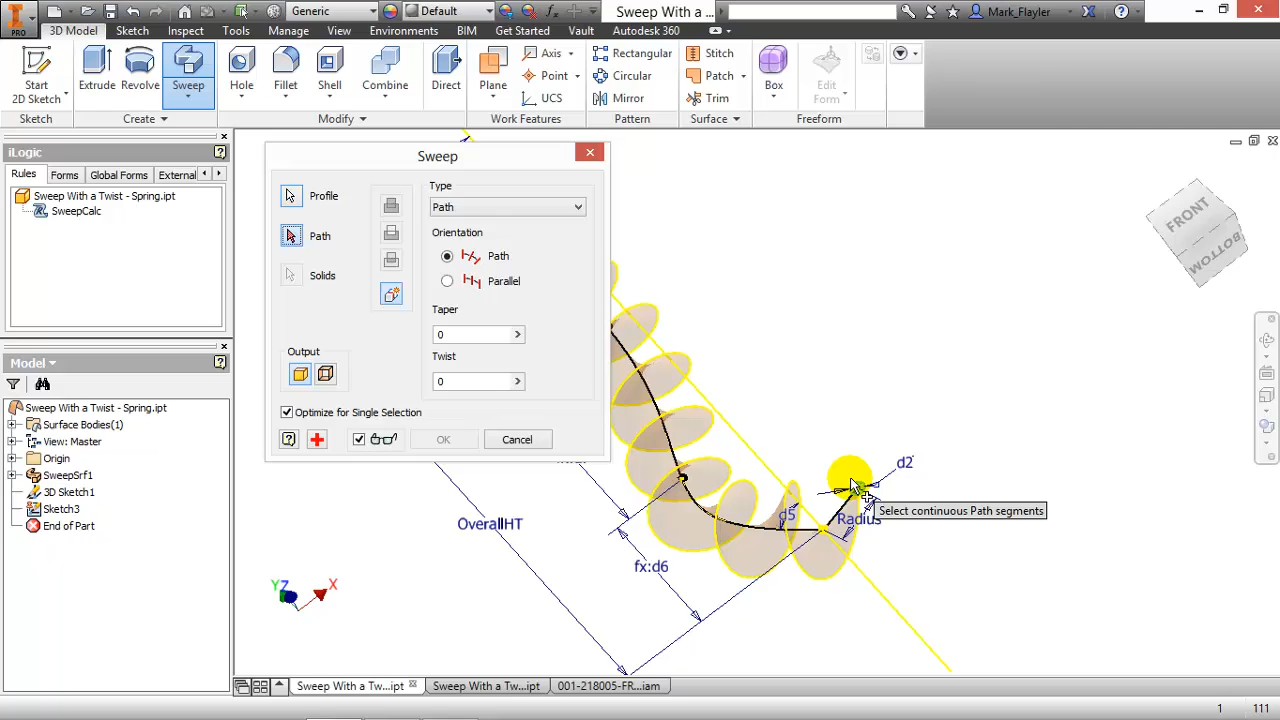 PRO
Generic
Default
Sweep With a ...
Mark_Flayler
3D Model
Sketch
Inspect
Tools
Manage
View
Environments
BIM
Get Started
Vault
Autodesk 360
Start
2D Sketch
Extrude
Revolve
Sweep
Hole
Fillet
Shell
Combine
Direct
Plane
Axis
Point
UCS
Rectangular
Circular
Mirror
Stitch
Patch
Trim
Box
Edit
Form
Sketch
Create
Modify
Work Features
Pattern
Surface
Freeform
iLogic
Rules
Forms
Global Forms
External
Sweep With a Twist - Spring.ipt
SweepCalc
Model
Sweep With a Twist - Spring.ipt
Surface Bodies(1)
View: Master
Origin
SweepSrf1
3D Sketch1
Sketch3
End of Part
Sweep
Profile
Path
Solids
Output
Type
Path
Orientation
Path
Parallel
Taper
0
Twist
0
Optimize for Single Selection
OK
Cancel
FRONT
BOTTOM
d2
Select continuous Path segments
d5
Radius
OverallHT
fx:d6
Y
Z
X
Sweep With a Tw...ipt
Sweep With a Tw...ipt
001-218005-FR...iam
1
111